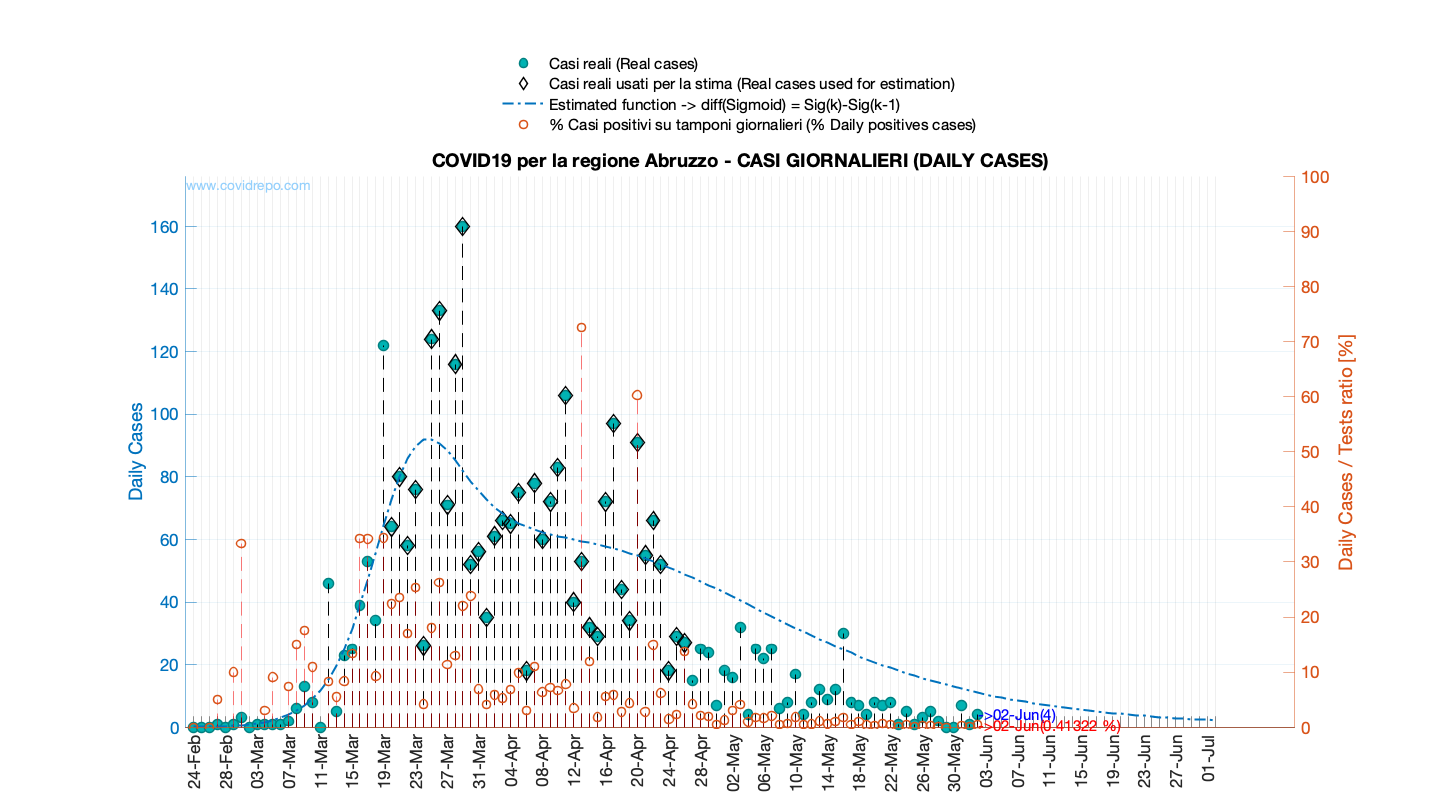 Casi reali (Real cases)
Casi reali usati per la stima (Real cases used for estimation)
Estimated function -> diff(Sigmoid) = Sig(k)-Sig(k-1)
% Casi positivi su tamponi giornalieri (% Daily positives cases)
COVID19 per la regione Abruzzo - CASI GIORNALIERI (DAILY CASES)
www.covidrepo.com
Daily Cases
160
140
120
100
80
60
40
20
0
100
90
80
70
60
50
40
30
20
10
0
Daily Cases / Tests ratio [%]
->02-Jun(4)
->02-Jun(0.41322 %)
24-Feb
28-Feb
03-Mar
07-Mar
11-Mar
15-Mar
19-Mar
23-Mar
27-Mar
31-Mar
04-Apr
08-Apr
12-Apr
16-Apr
20-Apr
24-Apr
28-Apr
02-May
06-May
10-May
14-May
18-May
22-May
26-May
30-May
03-Jun
07-Jun
11-Jun
15-Jun
19-Jun
23-Jun
27-Jun
01-Jul